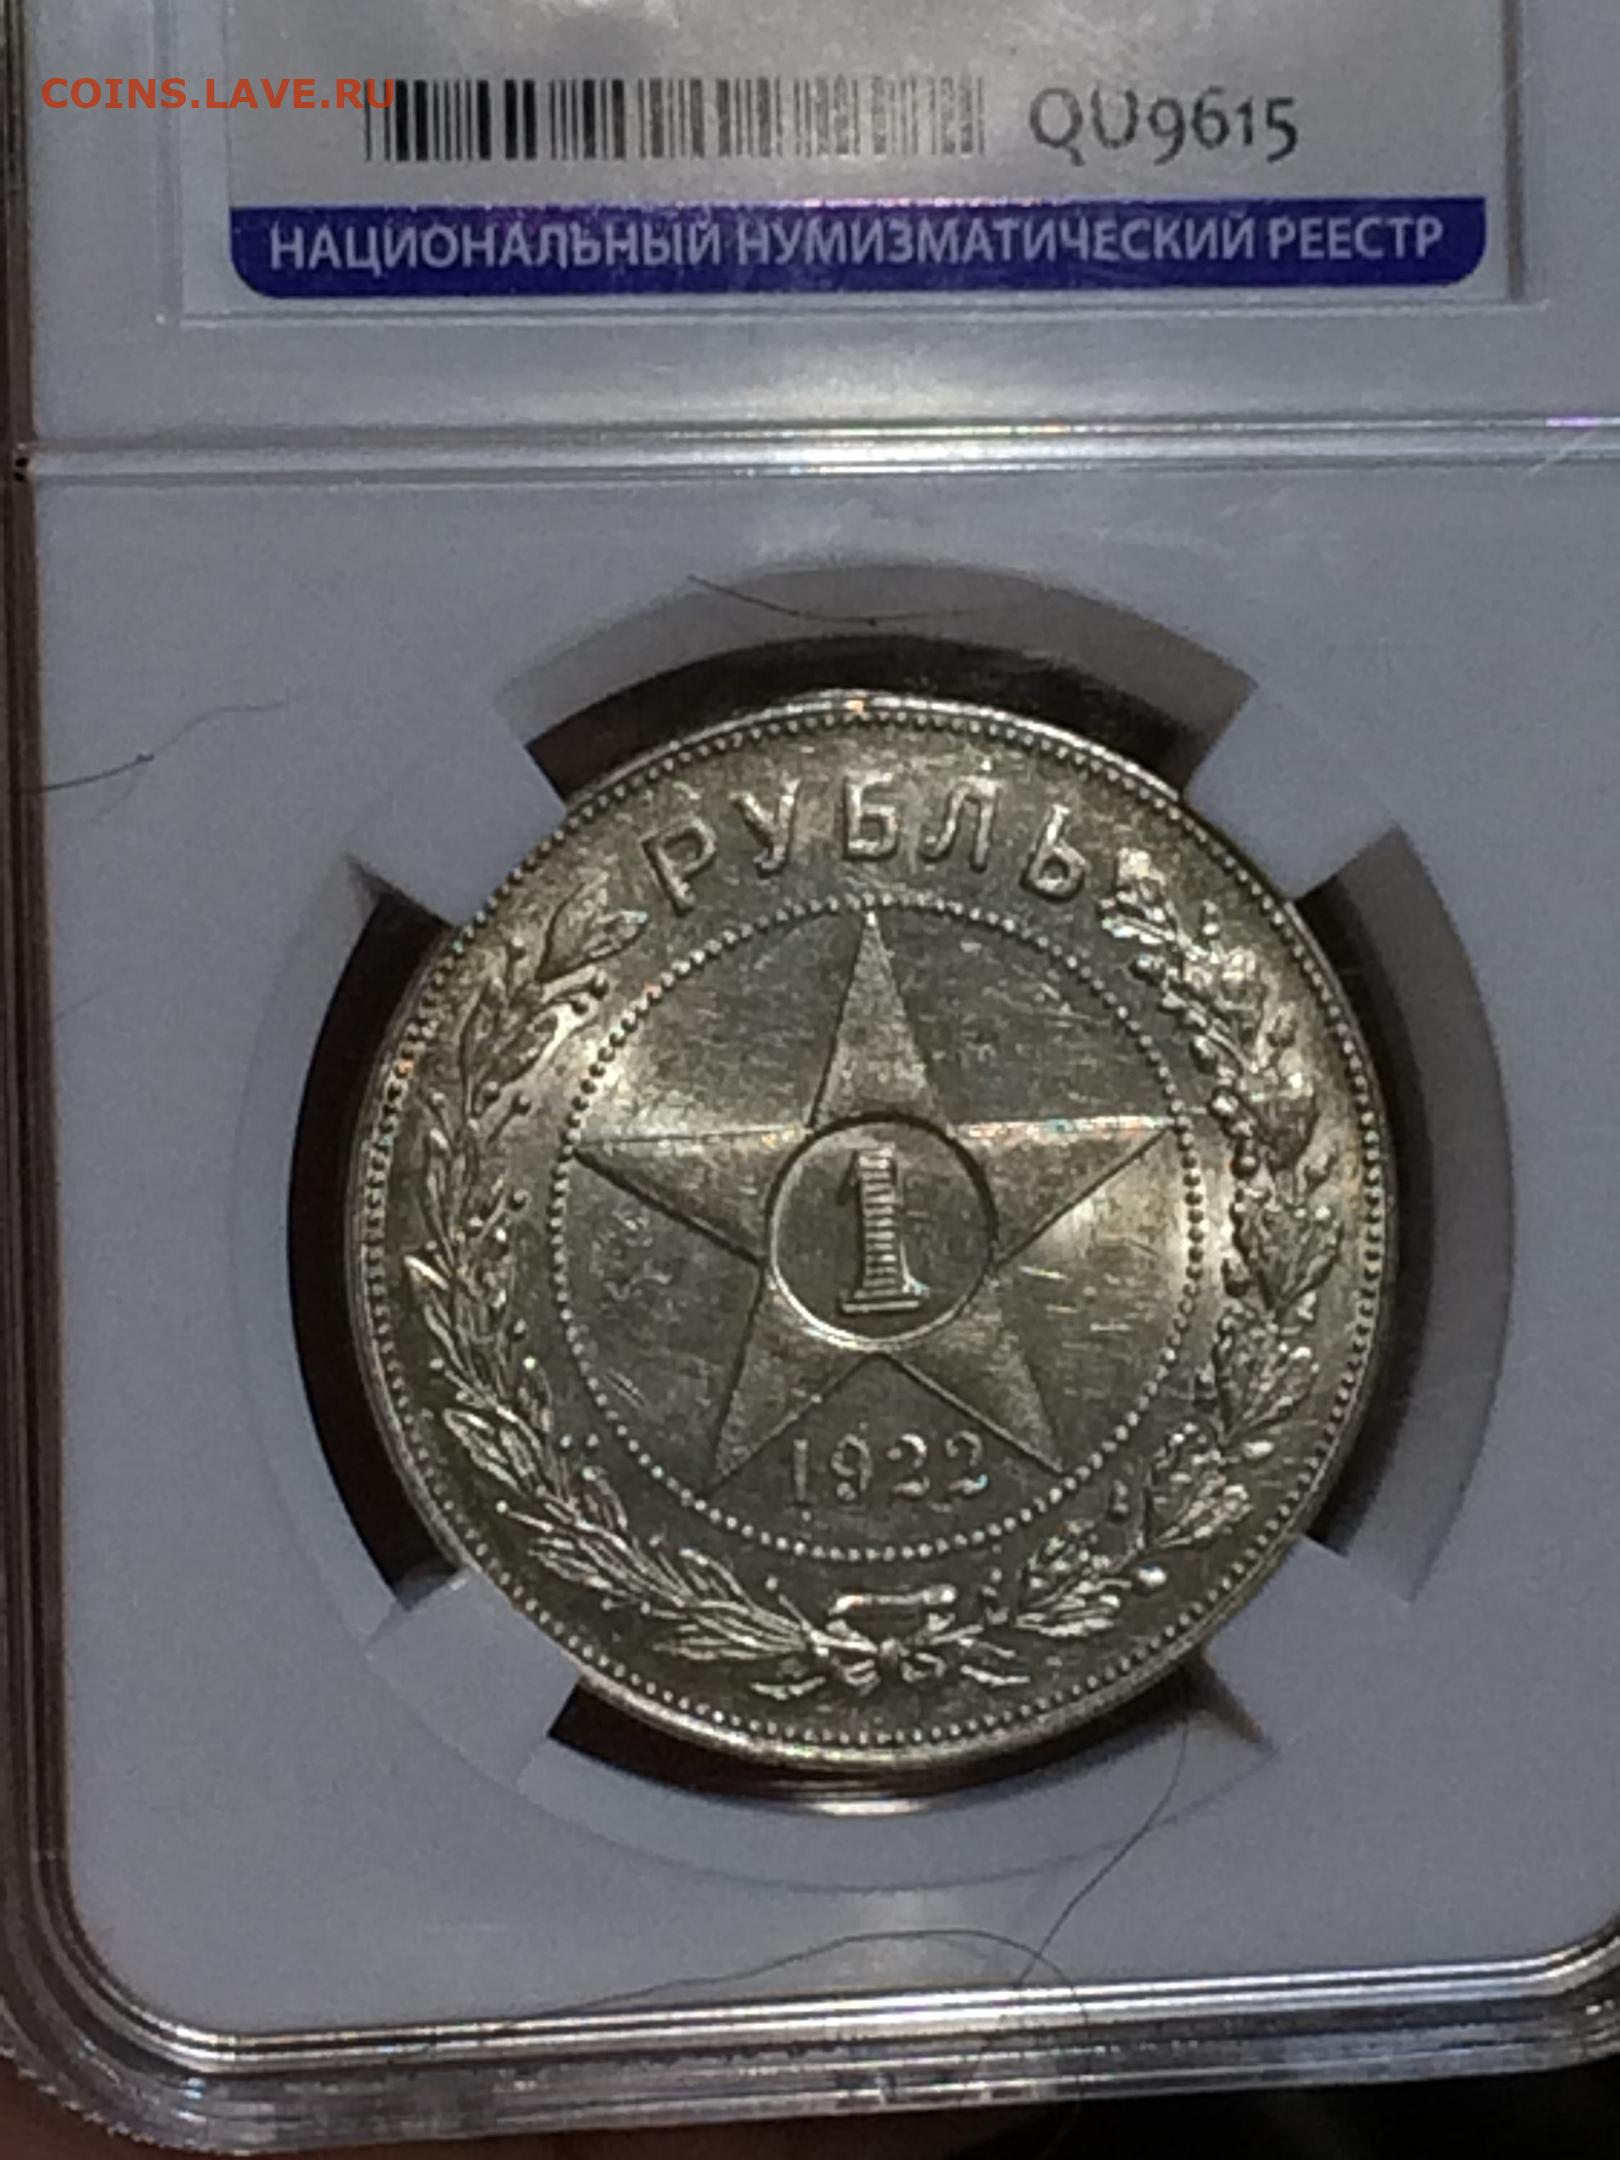 COINS.LAVE.RU
QU9615
НАЦИОНАЛЬНЫЙ НУМИЗМАТИЧЕСКИЙ РЕЕСТР
РУБЛЬ
1
1922